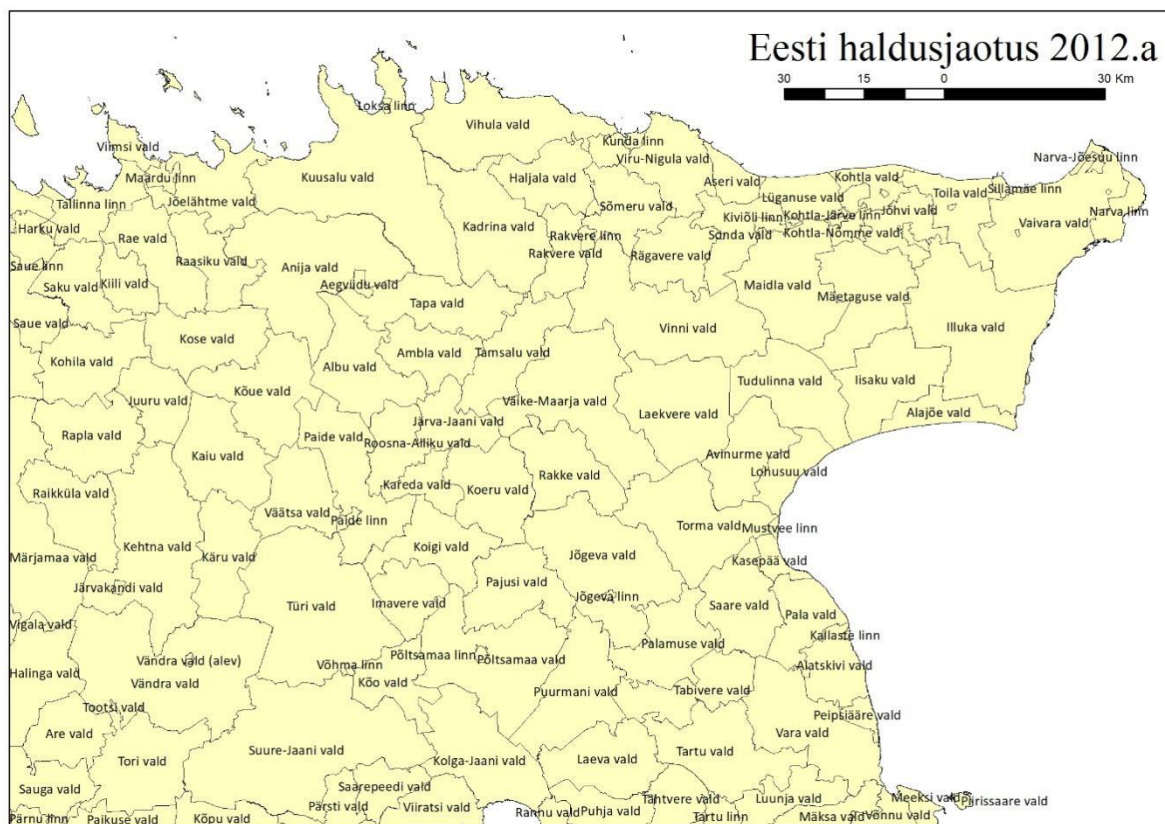 Eesti haldusjaotus 2012.a
30 15 0 30 Km
Loksa linn
Vihula vald
Viimsi vald
Kunda linn
Viru-Nigula vald
Narva-Jõesuu linn
Maardu linn
Kuusalu vald
Haljala vald
Aseri vald
Kohtla vald
Sillamäe linn
Tallinna linn
Jõelähtme vald
Sõmeru vald
Lüganuse vald
Toila vald
Harku vald
Rae vald
Kadrina vald
Kiviõli linn
Kohtla-Järve linn
Jõhvi vald
Vaivara vald
Narva linn
Rakvere linn
Sonda vald
Kohtla-Nõmme vald
Saue linn
Raasiku vald
Anija vald
Rakvere vald
Rägavere vald
Saku vald
Kiili vald
Aegviidu vald
Maidla vald
Mäetaguse vald
Tapa vald
Saue vald
Kose vald
Vinni vald
Illuka vald
Kohila vald
Albu vald
Ambla vald
Tamsalu vald
Juuru vald
Kõue vald
Väike-Maarja vald
Tudulinna vald
Iisaku vald
Laekvere vald
Alajõe vald
Rapla vald
Paide vald
Järva-Jaani vald
Roosna-Alliku vald
Kaiu vald
Avinurme vald
Rakke vald
Lohusuu vald
Raikküla vald
Kareda vald
Koeru vald
Väätsa vald
Paide linn
Torma vald
Mustvee linn
Märjamaa vald
Kehtna vald
Käru vald
Koigi vald
Jõgeva vald
Kasepää vald
Järvakandi vald
Pajusi vald
Türi vald
Imavere vald
Jõgeva linn
Saare vald
Pala vald
Vigala vald
Kallaste linn
Palamuse vald
Halinga vald
Vändra vald (alev)
Võhma linn
Põltsamaa linn
Põltsamaa vald
Alatskivi vald
Vändra vald
Kõo vald
Puurmani vald
Tabivere vald
Tootsi vald
Peipsiääre vald
Are vald
Vara vald
Suure-Jaani vald
Tartu vald
Tori vald
Kolga-Jaani vald
Laeva vald
Sauga vald
Saarepeedi vald
Tähtvere vald
Luunja vald
Meeksi vald
Piirissaare vald
Pärnu linn
Paikuse vald
Kõpu vald
Pärsti vald
Viiratsi vald
Rannu vald
Puhja vald
Tartu linn
Mäksa vald
Võnnu vald